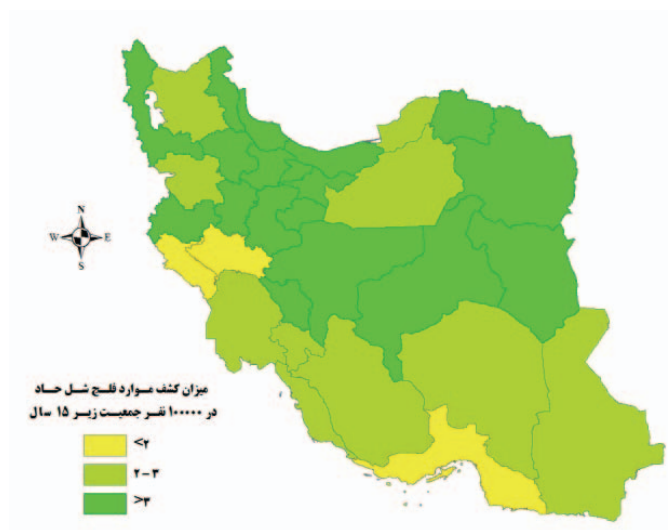 N
W E
S
میزان کشف موارد فلج شل حاد
در ۱۰۰۰۰۰ نفر جمعیت زیر ۱۵ سال
<۲
۲-۳
<۳